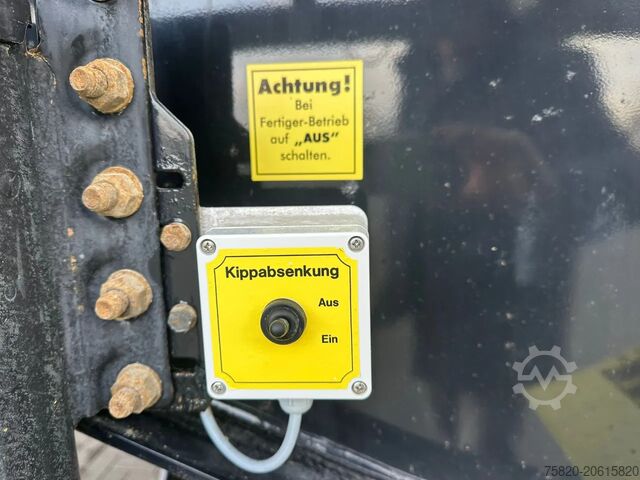 Achtung!
Bei
Fertiger-Betrieb
auf „AUS"
schalten.
Kippabsenkung
Aus
Ein
75820-20615820